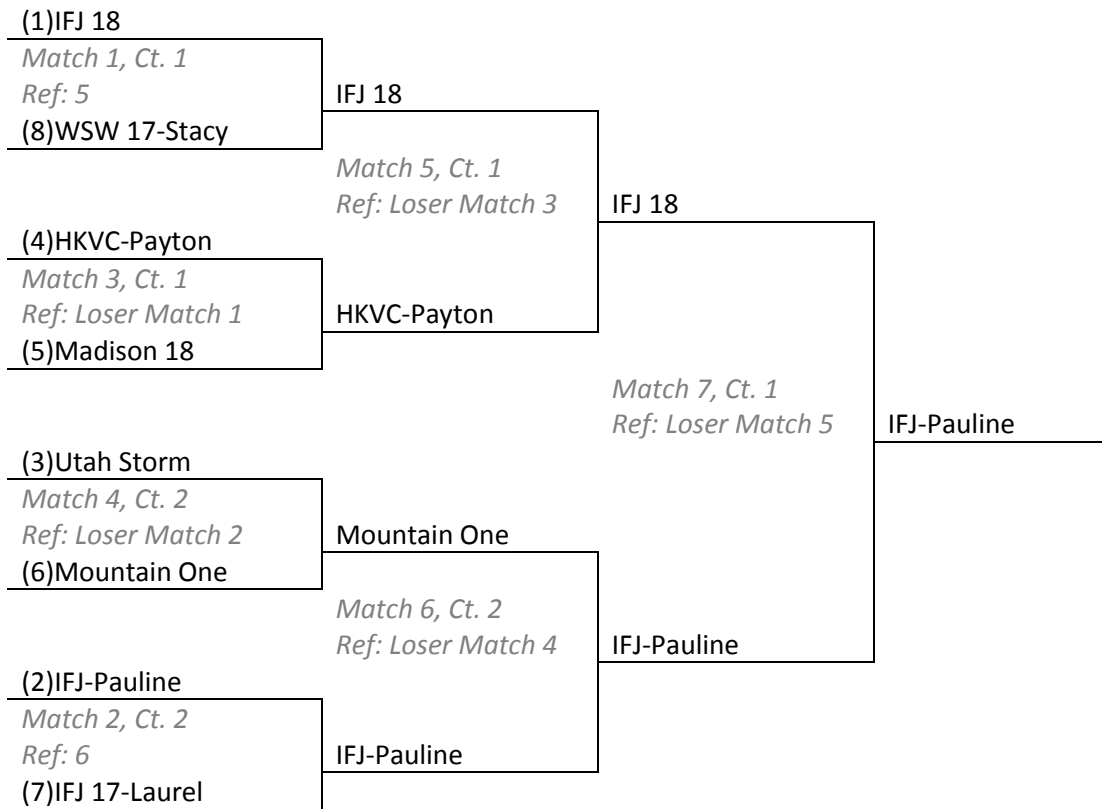 (1)IFJ 18
Match 1, Ct. 1
Ref: 5
(8)WSW 17-Stacy
IFJ 18
Match 5, Ct. 1
Ref: Loser Match 3
IFJ 18
(4)HKVC-Payton
Match 3, Ct. 1
Ref: Loser Match 1
(5)Madison 18
HKVC-Payton
Match 7, Ct. 1
Ref: Loser Match 5
IFJ-Pauline
(3)Utah Storm
Match 4, Ct. 2
Ref: Loser Match 2
(6)Mountain One
Mountain One
Match 6, Ct. 2
Ref: Loser Match 4
IFJ-Pauline
(2)IFJ-Pauline
Match 2, Ct. 2
Ref: 6
(7)IFJ 17-Laurel
IFJ-Pauline